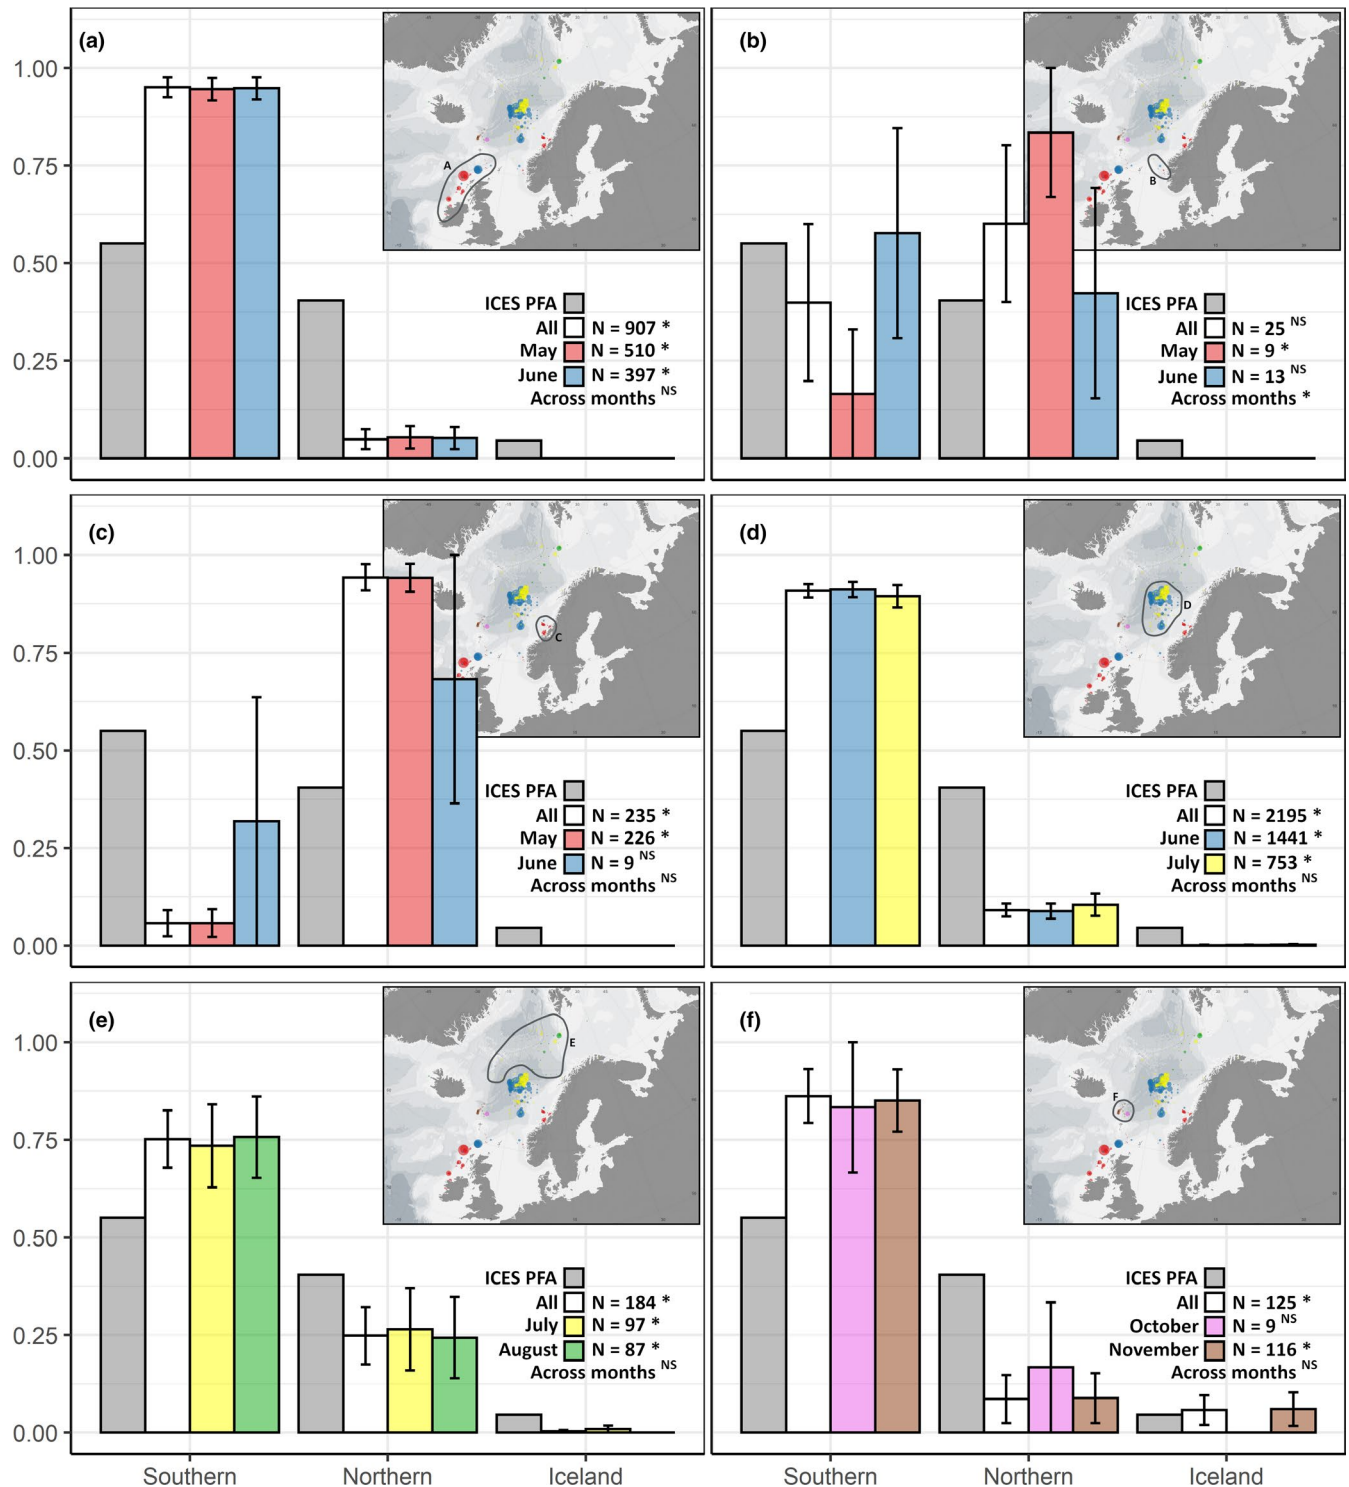 (a)
1.00
0.75
0.50
0.25
0.00
A
ICES PFA
All N = 907 *
May N = 510 *
June N = 397 *
Across months NS
(b)
B
ICES PFA
All N = 25 NS
May N = 9 *
June N = 13 NS
Across months *
(c)
1.00
0.75
0.50
0.25
0.00
C
ICES PFA
All N = 235 *
May N = 226 *
June N = 9 NS
Across months NS
(d)
D
ICES PFA
All N = 2195 *
June N = 1441 *
July N = 753 *
Across months NS
(e)
1.00
0.75
0.50
0.25
0.00
E
ICES PFA
All N = 184 *
July N = 97 *
August N = 87 *
Across months NS
Southern Northern Iceland
(f)
F
ICES PFA
All N = 125 *
October N = 9 NS
November N = 116 *
Across months NS
Southern Northern Iceland